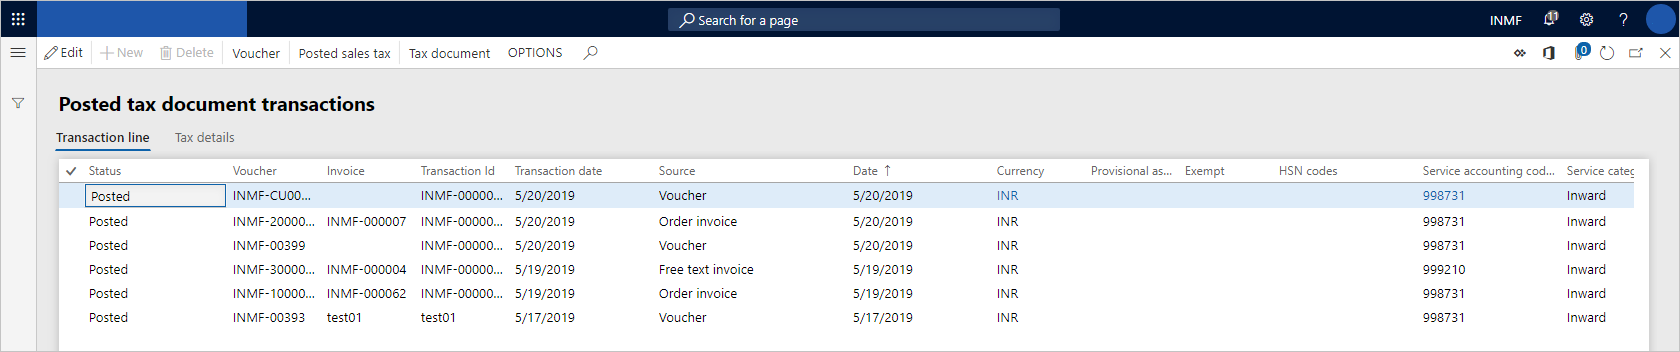 Search for a page INMF 11 ?
Edit New Delete Voucher Posted sales tax Tax document OPTIONS 0
Posted tax document transactions
Transaction line Tax details
Status Voucher Invoice Transaction Id Transaction date Source Date ↑ Currency Provisional as... Exempt HSN codes Service accounting cod... Service categ
Posted INMF-CU00... INMF-00000... 5/20/2019 Voucher 5/20/2019 INR 998731 Inward
Posted INMF-20000... INMF-000007 INMF-00000... 5/20/2019 Order invoice 5/20/2019 INR 998731 Inward
Posted INMF-00399 INMF-00000... 5/20/2019 Voucher 5/20/2019 INR 998731 Inward
Posted INMF-30000... INMF-000004 INMF-00000... 5/19/2019 Free text invoice 5/19/2019 INR 999210 Inward
Posted INMF-10000... INMF-000062 INMF-00000... 5/19/2019 Order invoice 5/19/2019 INR 998731 Inward
Posted INMF-00393 test01 test01 5/17/2019 Voucher 5/17/2019 INR 998731 Inward